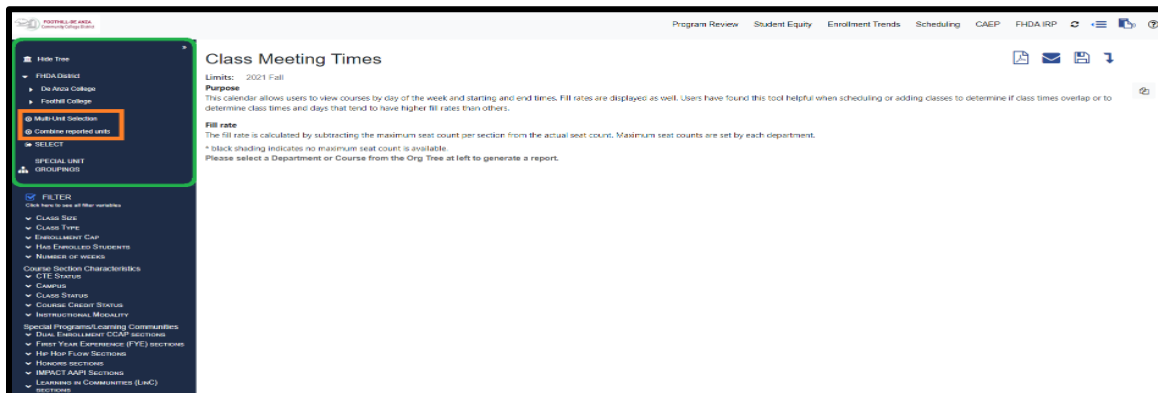 FOOTHILL-DE ANZA
Community College District
Program Review Student Equity Enrollment Trends Scheduling CAEP FHDA IRP
Hide Tree
FHDA District
De Anza College
Foothill College
Multi-Unit Selection
Combine reported units
SELECT
SPECIAL UNIT
GROUPINGS
FILTER
Click here to see all filter variables
CLASS SIZE
CLASS TYPE
ENROLLMENT CAP
HAS ENROLLED STUDENTS
NUMBER OF WEEKS
Course Section Characteristics
CTE STATUS
CAMPUS
CLASS STATUS
COURSE CREDIT STATUS
INSTRUCTIONAL MODALITY
Special Programs/Learning Communities
DUAL ENROLLMENT CCAP SECTIONS
FIRST YEAR EXPERIENCE (FYE) SECTIONS
HIP HOP FLOW SECTIONS
HONORS SECTIONS
IMPACT AAPI SECTIONS
LEARNING IN COMMUNITIES (LINC)
SECTIONS
Class Meeting Times
Limits: 2021 Fall
Purpose
This calendar allows users to view courses by day of the week and starting and end times. Fill rates are displayed as well. Users have found this tool helpful when scheduling or adding classes to determine if class times overlap or to
determine class times and days that tend to have higher fill rates than others.
Fill rate
The fill rate is calculated by subtracting the maximum seat count per section from the actual seat count. Maximum seat counts are set by each department.
* black shading indicates no maximum seat count is available.
Please select a Department or Course from the Org Tree at left to generate a report.